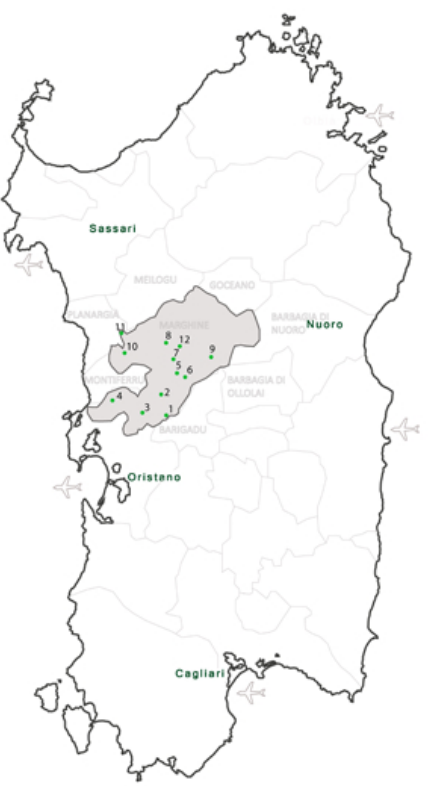 Sassari
MEILOGU
GOCEANO
PLANARGIA
MARGHINE
BARBAGIA DI
NUORO
Nuoro
11
10
8
12
7
9
5
6
MONTIFERRU
BARBAGIA DI
OLLOLAI
4
2
3
1
BARIGADU
Oristano
Cagliari